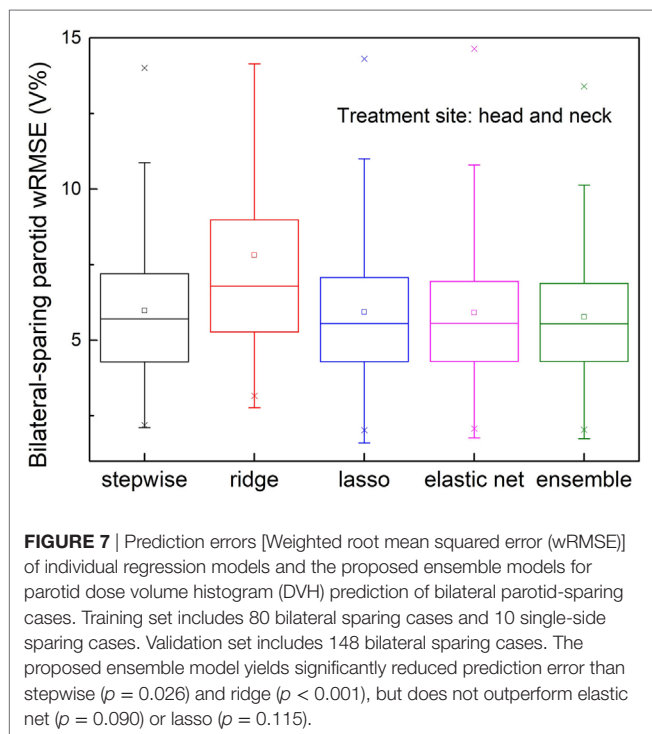 15
10
5
Bilateral-sparing parotid wRMSE (V%)
Treatment site: head and neck
stepwise ridge lasso elastic net ensemble
FIGURE 7 | Prediction errors [Weighted root mean squared error (wRMSE)]
of individual regression models and the proposed ensemble models for
parotid dose volume histogram (DVH) prediction of bilateral parotid-sparing
cases. Training set includes 80 bilateral sparing cases and 10 single-side
sparing cases. Validation set includes 148 bilateral sparing cases. The
proposed ensemble model yields significantly reduced prediction error than
stepwise (p = 0.026) and ridge (p < 0.001), but does not outperform elastic
net (p = 0.090) or lasso (p = 0.115).